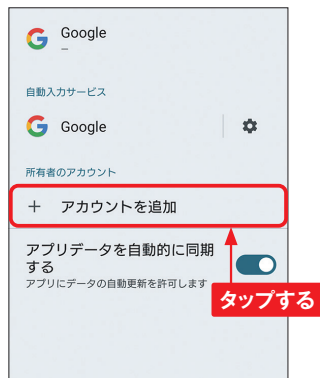 Google
–
自動入力サービス
Google
所有者のアカウント
+ アカウントを追加
アプリデータを自動的に同期
する
アプリにデータの自動更新を許可します
タップする